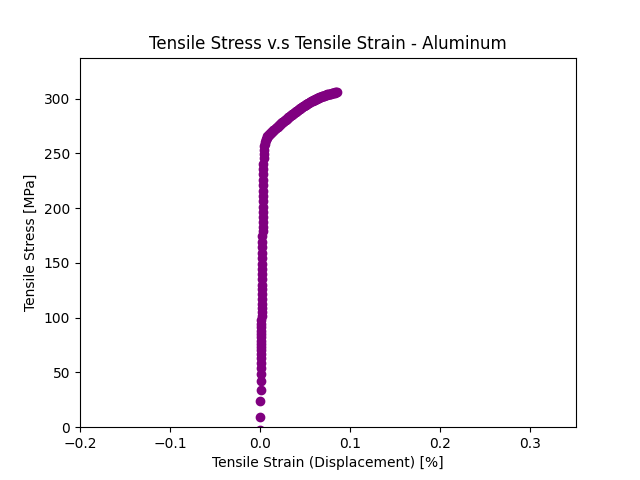 Tensile Stress v.s Tensile Strain - Aluminum
Tensile Stress [MPa]
300
250
200
150
100
50
0
−0.2 −0.1 0.0 0.1 0.2 0.3
Tensile Strain (Displacement) [%]